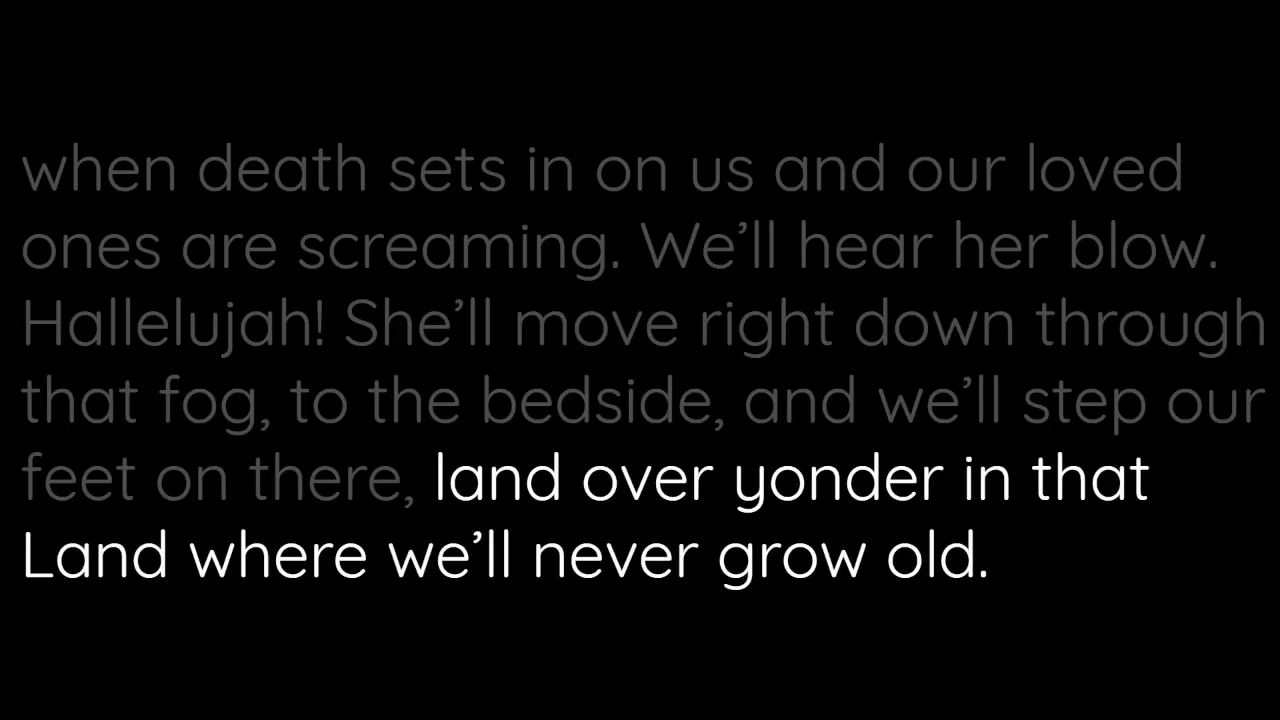 when death sets in on us and our loved
ones are screaming. We’ll hear her blow.
Hallelujah! She’ll move right down through
that fog, to the bedside, and we’ll step our
feet on there, land over yonder in that
Land where we’ll never grow old.